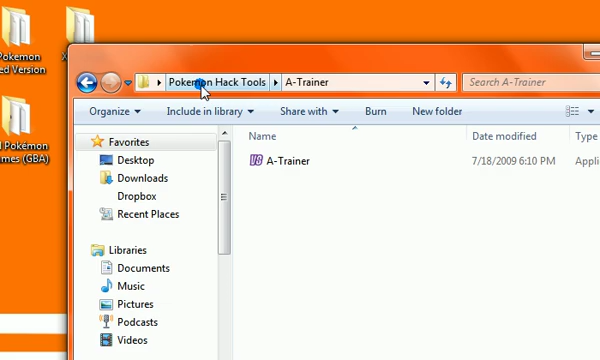 Pokemon
ed Version
X
Pokemon
mes (GBA)
Pokemon Hack Tools
A-Trainer
Search A-Trainer
Organize
Include in library
Share with
Burn
New folder
Name
Date modified
Type
Favorites
Desktop
Downloads
Dropbox
Recent Places
Libraries
Documents
Music
Pictures
Podcasts
Videos
A-Trainer
7/18/2009 6:10 PM
Applic